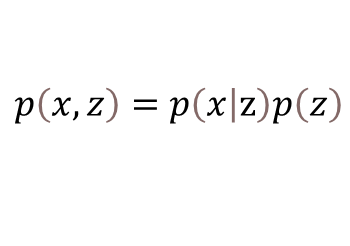 p(x, z) = p(x|z)p(z)